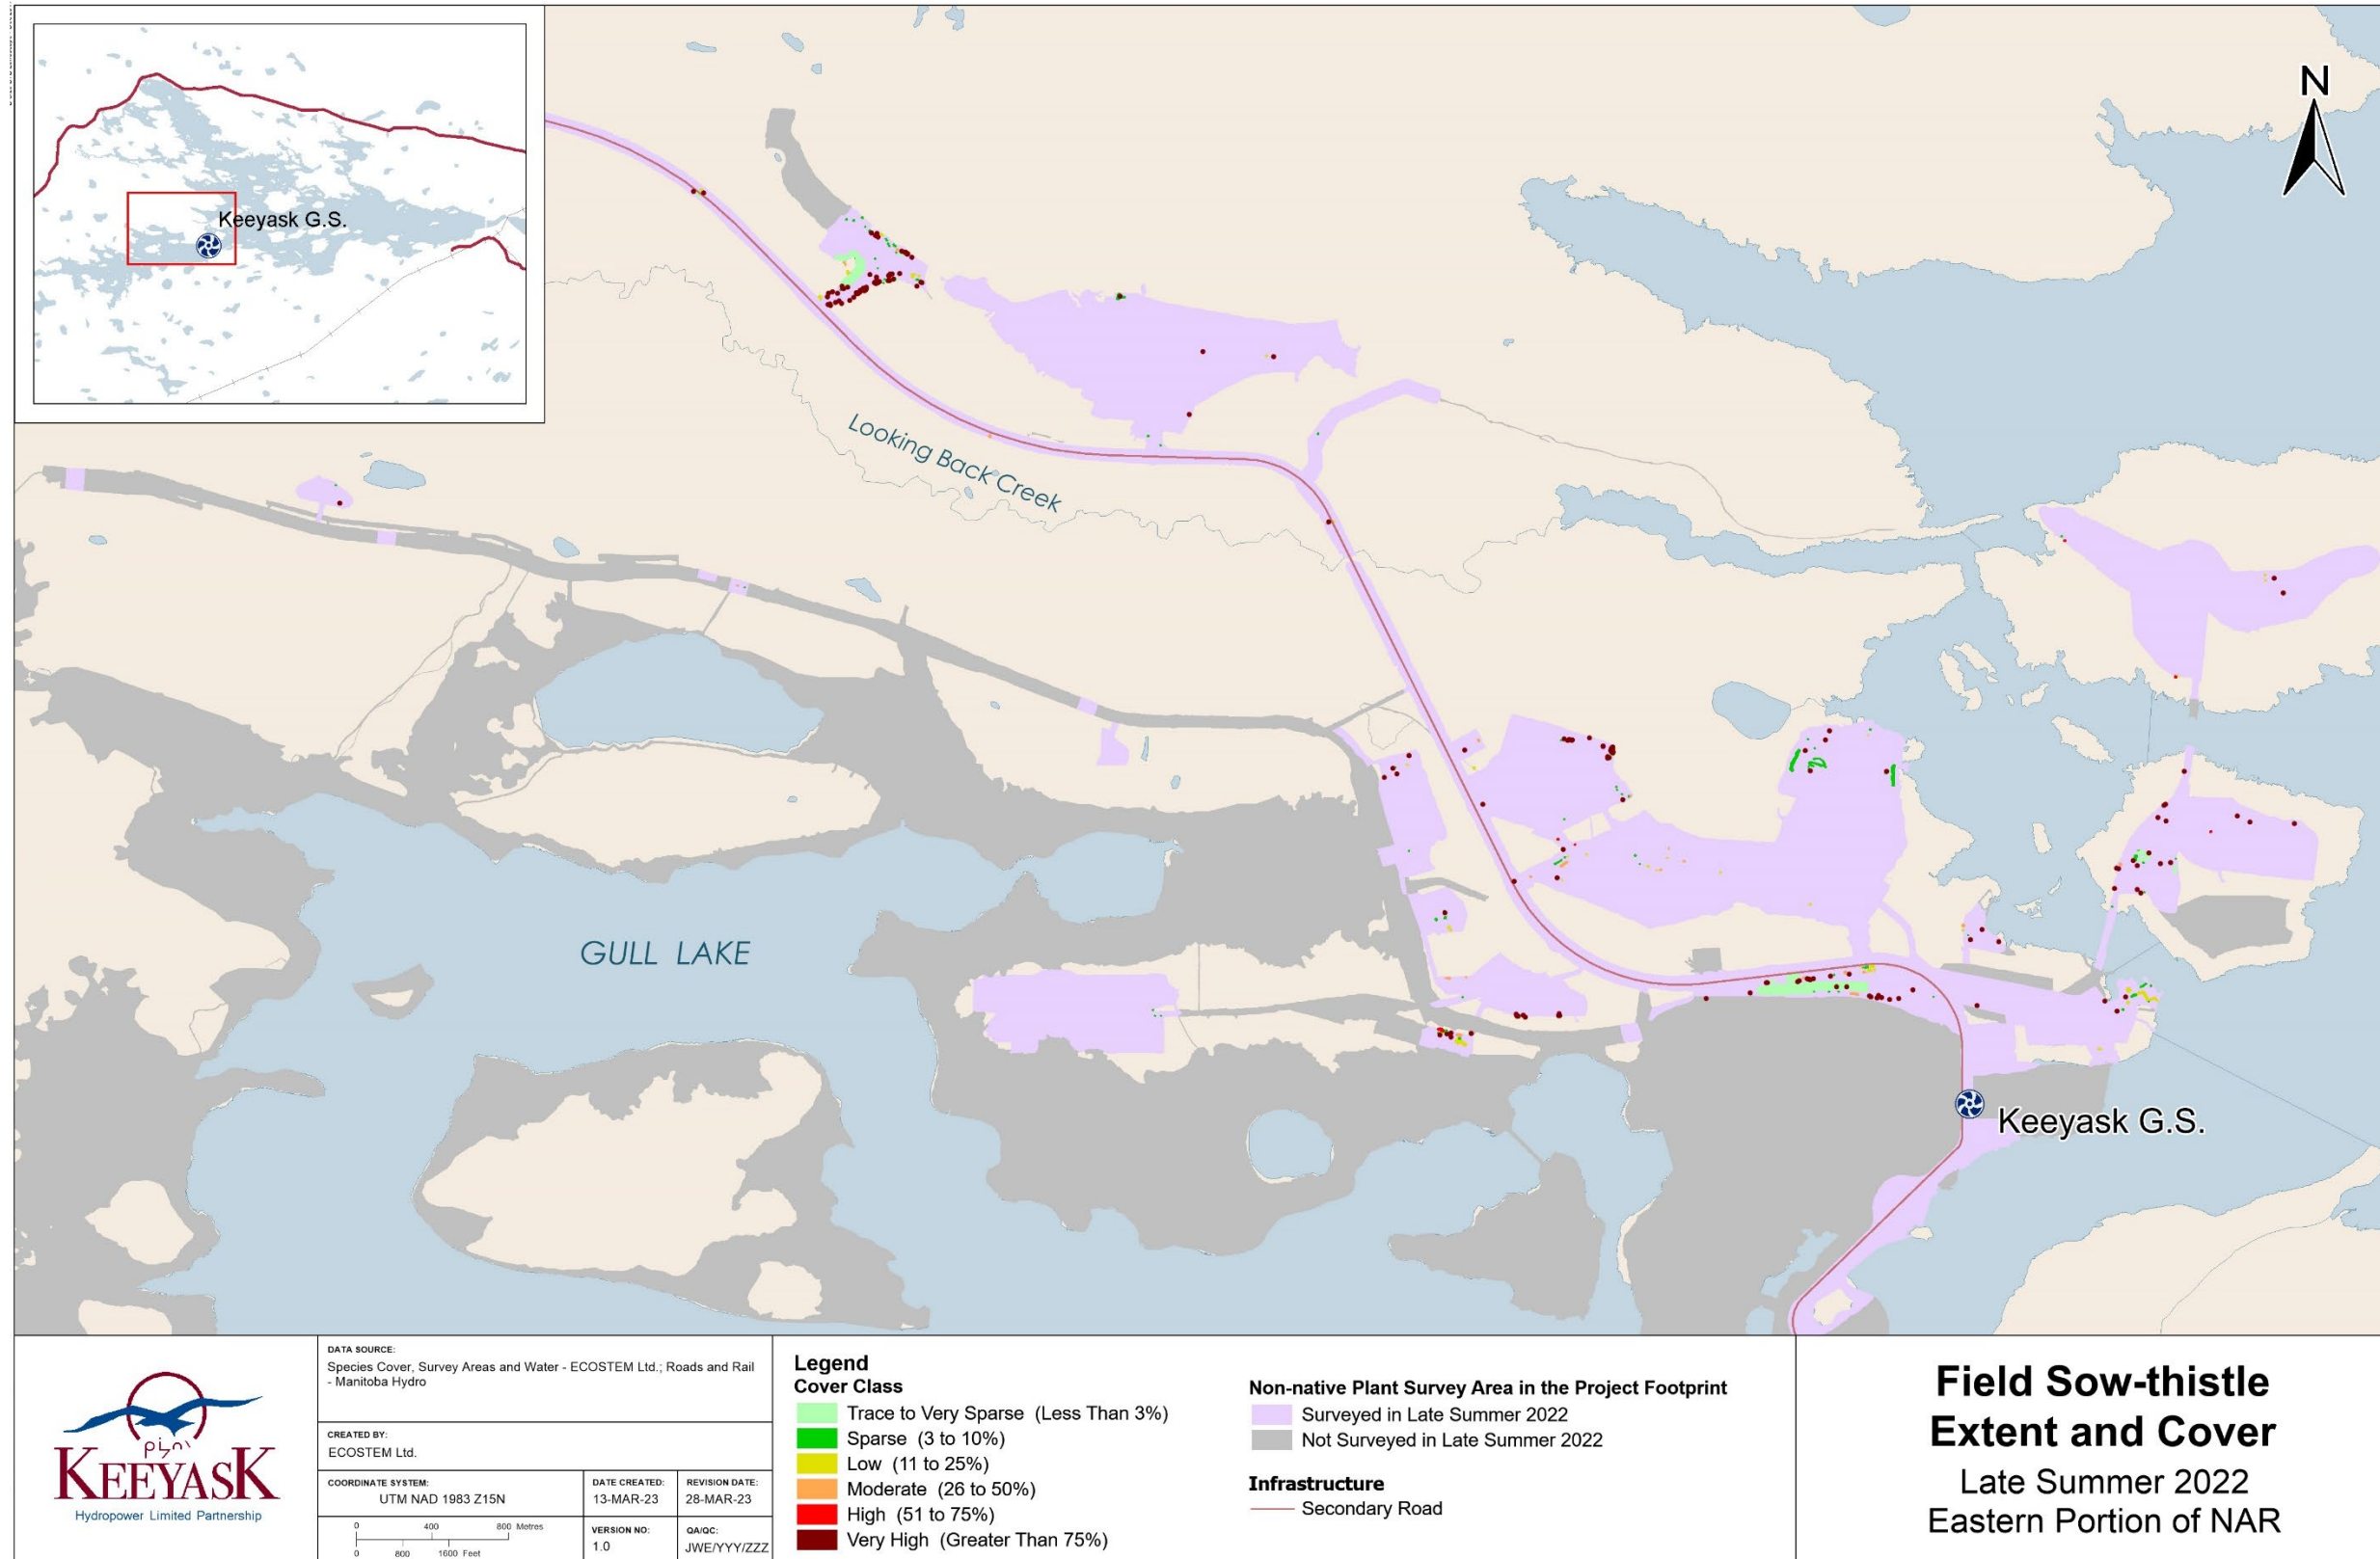 Keeyask G.S.
N
Looking Back Creek
GULL LAKE
Keeyask G.S.
ᑭᔮᐢᐠ
KEEYASK
Hydropower Limited Partnership
DATA SOURCE:
Species Cover, Survey Areas and Water - ECOSTEM Ltd.; Roads and Rail
- Manitoba Hydro
CREATED BY:
ECOSTEM Ltd.
COORDINATE SYSTEM:
UTM NAD 1983 Z15N
DATE CREATED:
13-MAR-23
REVISION DATE:
28-MAR-23
0 400 800 Metres
0 800 1600 Feet
VERSION NO:
1.0
QA/QC:
JWE/YYY/ZZZ
Legend
Cover Class
Trace to Very Sparse (Less Than 3%)
Sparse (3 to 10%)
Low (11 to 25%)
Moderate (26 to 50%)
High (51 to 75%)
Very High (Greater Than 75%)
Non-native Plant Survey Area in the Project Footprint
Surveyed in Late Summer 2022
Not Surveyed in Late Summer 2022
Infrastructure
Secondary Road
Field Sow-thistle
Extent and Cover
Late Summer 2022
Eastern Portion of NAR